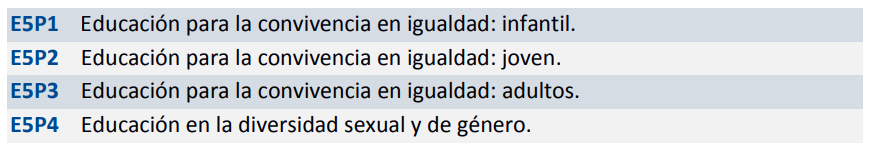 E5P1 Educación para la convivencia en igualdad: infantil.
E5P2 Educación para la convivencia en igualdad: joven.
E5P3 Educación para la convivencia en igualdad: adultos.
E5P4 Educación en la diversidad sexual y de género.